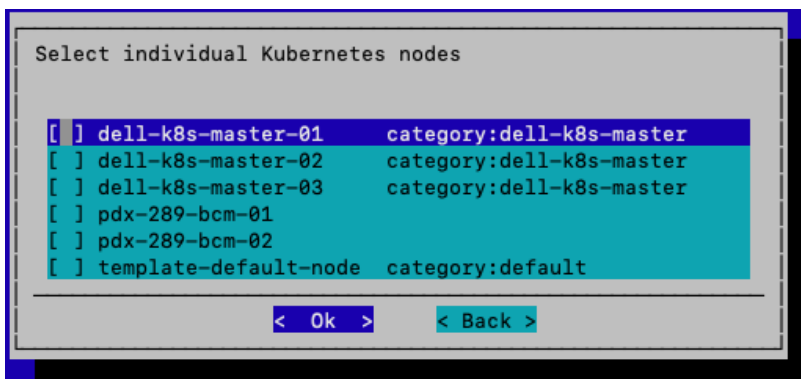 Select individual Kubernetes nodes
[ ] dell-k8s-master-01 category:dell-k8s-master
[ ] dell-k8s-master-02 category:dell-k8s-master
[ ] dell-k8s-master-03 category:dell-k8s-master
[ ] pdx-289-bcm-01
[ ] pdx-289-bcm-02
[ ] template-default-node category:default
< Ok > < Back >